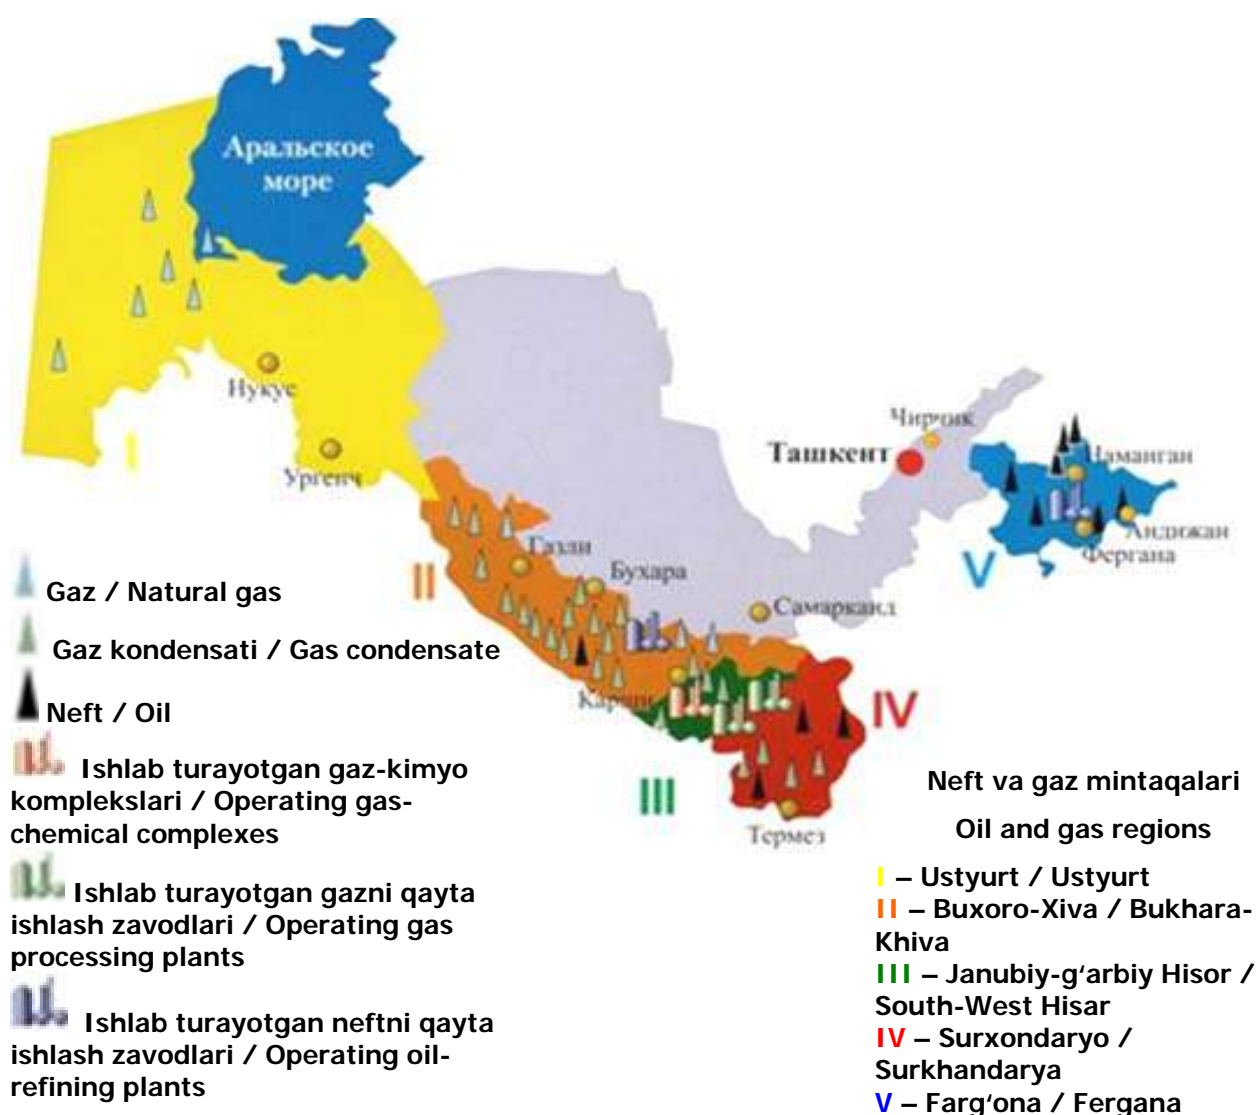 Аральское
море
Нукус
I
Ургенч
Чирчик
Ташкент
Наманган
Андижан
Фергана
V
Газли
II
Бухара
Самарканд
Карши
IV
III
Термез
Gaz / Natural gas
Gaz kondensati / Gas condensate
Neft / Oil
Ishlab turayotgan gaz-kimyo
komplekslari / Operating gas-
chemical complexes
Ishlab turayotgan gazni qayta
ishlash zavodlari / Operating gas
processing plants
Ishlab turayotgan neftni qayta
ishlash zavodlari / Operating oil-
refining plants
Neft va gaz mintaqalari
Oil and gas regions
I – Ustyurt / Ustyurt
II – Buxoro-Xiva / Bukhara-
Khiva
III – Janubiy-g‘arbiy Hisor /
South-West Hisar
IV – Surxondaryo /
Surkhandarya
V – Farg‘ona / Fergana